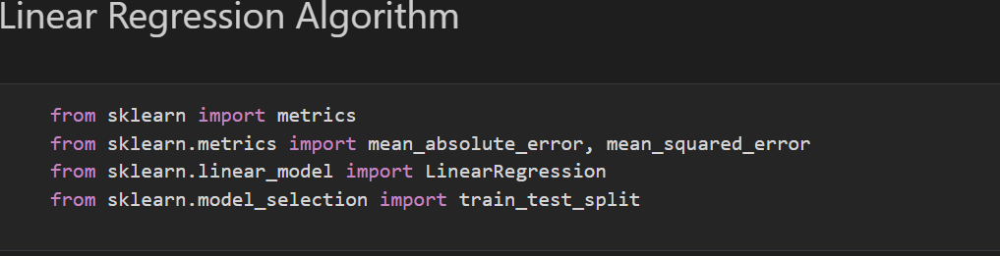 Linear Regression Algorithm
from sklearn import metrics
from sklearn.metrics import mean_absolute_error, mean_squared_error
from sklearn.linear_model import LinearRegression
from sklearn.model_selection import train_test_split